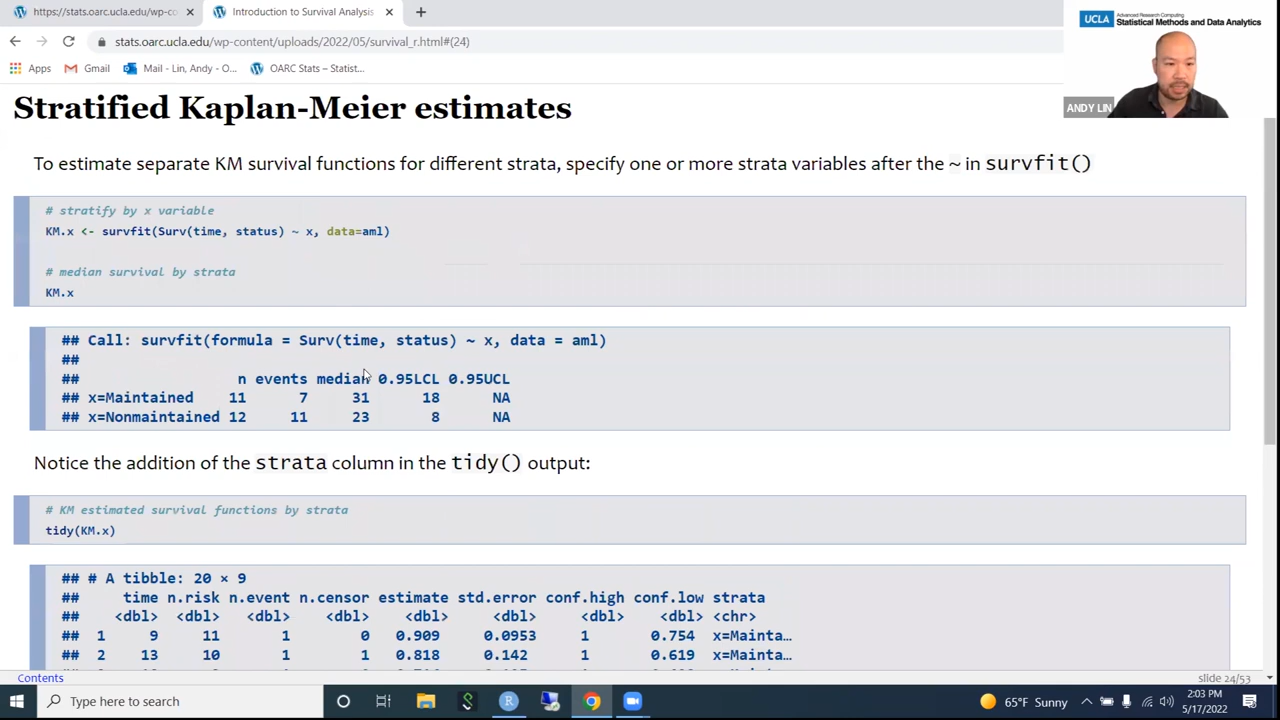 https://stats.oarc.ucla.edu/wp-co
Introduction to Survival Analysis
stats.oarc.ucla.edu/wp-content/uploads/2022/05/survival_r.html#(24)
Apps
Gmail
Mail - Lin, Andy - O...
OARC Stats – Statist...
UCLA
Advanced Research Computing
Statistical Methods and Data Analytics
ANDY LIN
Stratified Kaplan-Meier estimates
To estimate separate KM survival functions for different strata, specify one or more strata variables after the ~ in survfit()
# stratify by x variable
KM.x <- survfit(Surv(time, status) ~ x, data=aml)
# median survival by strata
KM.x
## Call: survfit(formula = Surv(time, status) ~ x, data = aml)
##
## n events median 0.95LCL 0.95UCL
## x=Maintained 11 7 31 18 NA
## x=Nonmaintained 12 11 23 8 NA
Notice the addition of the strata column in the tidy() output:
# KM estimated survival functions by strata
tidy(KM.x)
## # A tibble: 20 × 9
## time n.risk n.event n.censor estimate std.error conf.high conf.low strata
## <dbl> <dbl> <dbl> <dbl> <dbl> <dbl> <dbl> <dbl> <chr>
## 1 9 11 1 0 0.909 0.0953 1 0.754 x=Mainta…
## 2 13 10 1 1 0.818 0.142 1 0.619 x=Mainta…
Contents
slide 24/53
Type here to search
65°F Sunny
2:03 PM
5/17/2022